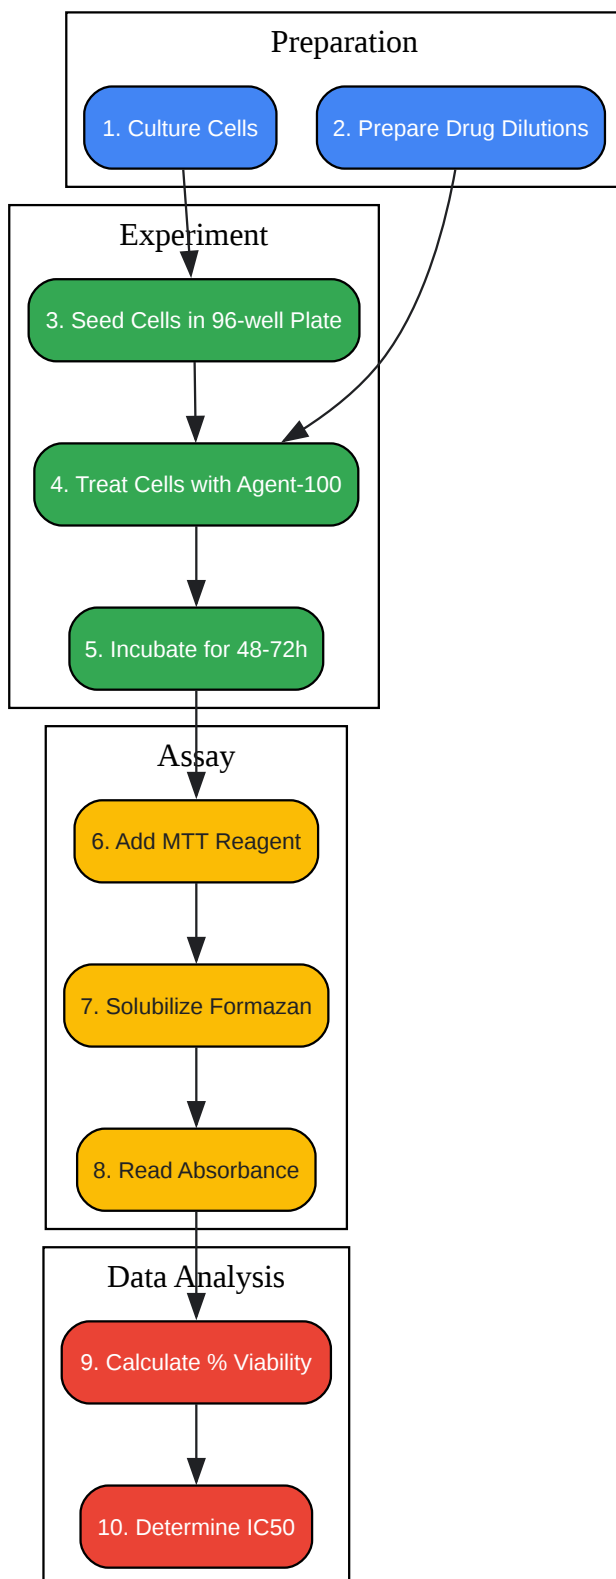 Preparation
1. Culture Cells
2. Prepare Drug Dilutions
Experiment
3. Seed Cells in 96-well Plate
4. Treat Cells with Agent-100
5. Incubate for 48-72h
Assay
6. Add MTT Reagent
7. Solubilize Formazan
8. Read Absorbance
Data Analysis
9. Calculate % Viability
10. Determine IC50